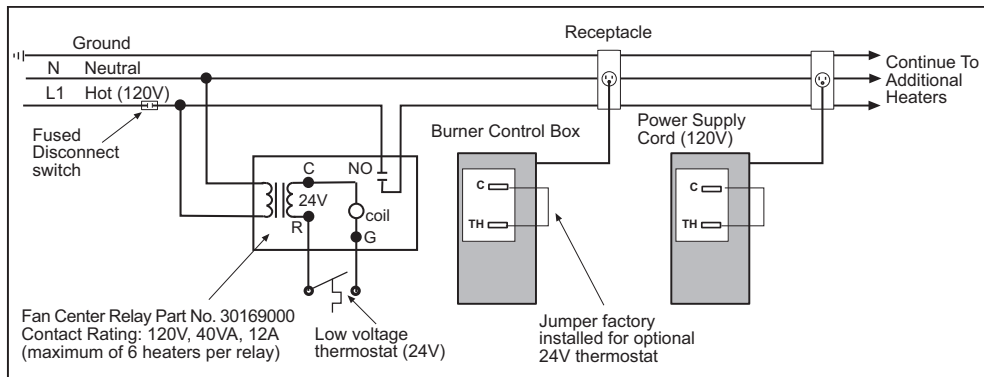 Ground
Receptacle
N Neutral
L1 Hot (120V)
Continue To
Additional
Heaters
Fused
Disconnect
switch
Burner Control Box
Power Supply
Cord (120V)
NO
C
24V
R
coil
G
C
TH
C
TH
Fan Center Relay Part No. 30169000
Contact Rating: 120V, 40VA, 12A
(maximum of 6 heaters per relay)
Low voltage
thermostat (24V)
Jumper factory
installed for optional
24V thermostat